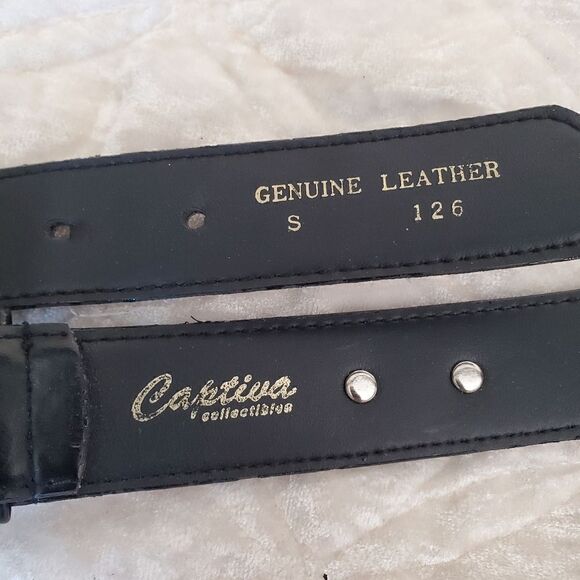 GENUINE LEATHER
S 126
Captiva
collectibles